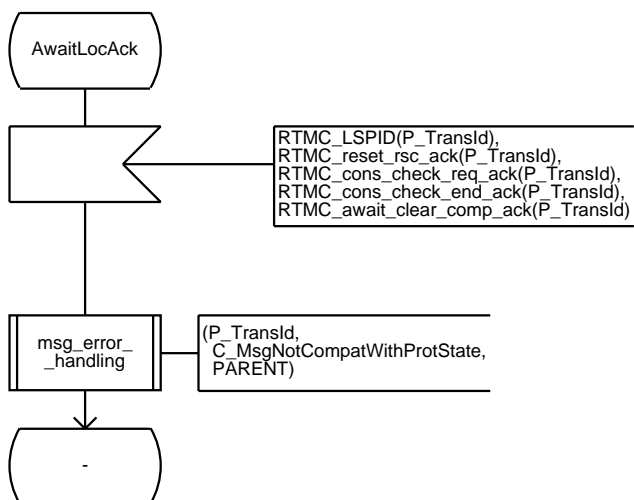 AwaitLocAck
RTMC_LSPID(P_TransId),
RTMC_reset_rsc_ack(P_TransId),
RTMC_cons_check_req_ack(P_TransId),
RTMC_cons_check_end_ack(P_TransId),
RTMC_await_clear_comp_ack(P_TransId)
msg_error_
_handling
(P_TransId,
C_MsgNotCompatWithProtState,
PARENT)
-